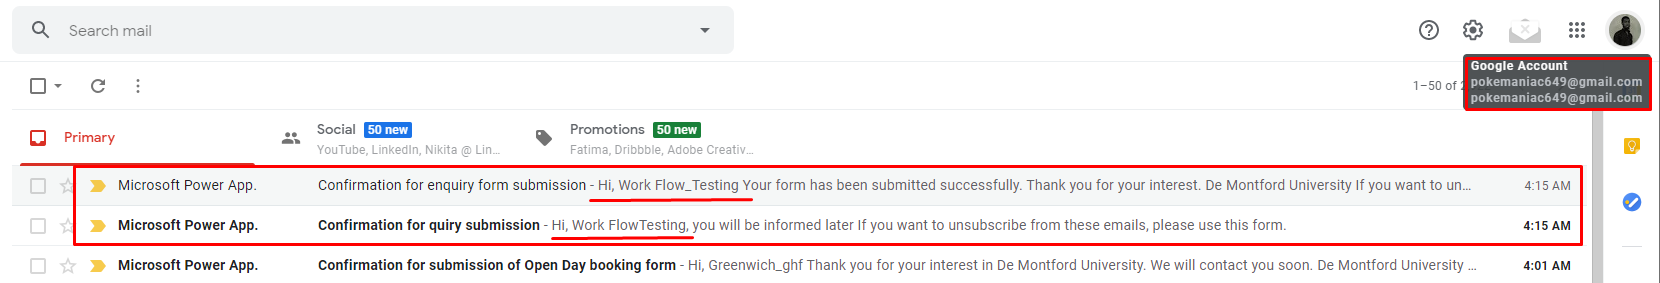 Search mail
Google Account
pokemaniac649@gmail.com
pokemaniac649@gmail.com
1–50 of
Primary
Social 50 new
YouTube, LinkedIn, Nikita @ Lin...
Promotions 50 new
Fatima, Dribbble, Adobe Creativ...
Microsoft Power App. Confirmation for enquiry form submission - Hi, Work Flow_Testing Your form has been submitted successfully. Thank you for your interest. De Montford University If you want to un... 4:15 AM
Microsoft Power App. Confirmation for quiry submission - Hi, Work FlowTesting, you will be informed later If you want to unsubscribe from these emails, please use this form. 4:15 AM
Microsoft Power App. Confirmation for submission of Open Day booking form - Hi, Greenwich_ghf Thank you for your interest in De Montford University. We will contact you soon. De Montford University ... 4:01 AM